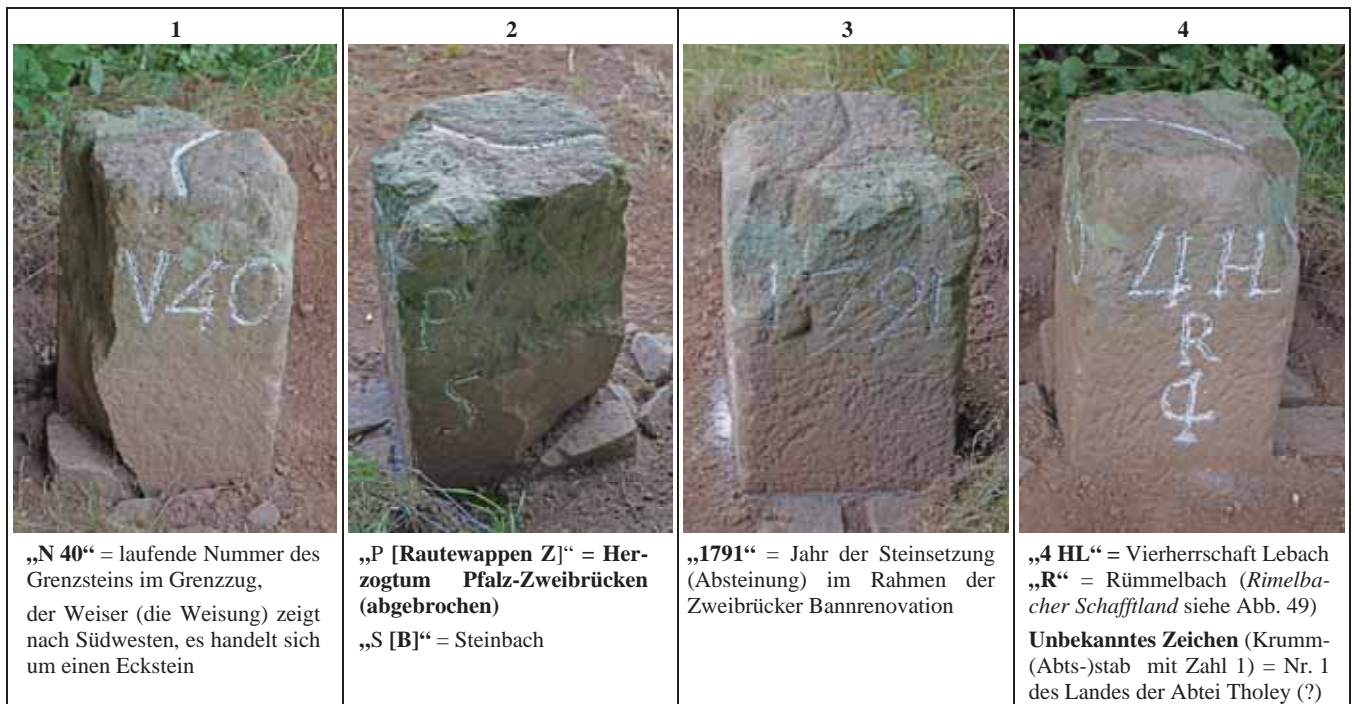 1
2
3
4
V40
P
S
1791
4 H
R
„N 40“ = laufende Nummer des
Grenzsteins im Grenzzug,
der Weiser (die Weisung) zeigt
nach Südwesten, es handelt sich
um einen Eckstein
„P [Rautewappen Z]“ = Her-
zogtum Pfalz-Zweibrücken
(abgebrochen)
„S [B]“ = Steinbach
„1791“ = Jahr der Steinsetzung
(Absteinung) im Rahmen der
Zweibrücker Bannrenovation
„4 HL“ = Vierherrschaft Lebach
„R“ = Rümmelbach (Rimelba-
cher Schafftland siehe Abb. 49)
Unbekanntes Zeichen (Krumm-
(Abts-)stab mit Zahl 1) = Nr. 1
des Landes der Abtei Tholey (?)